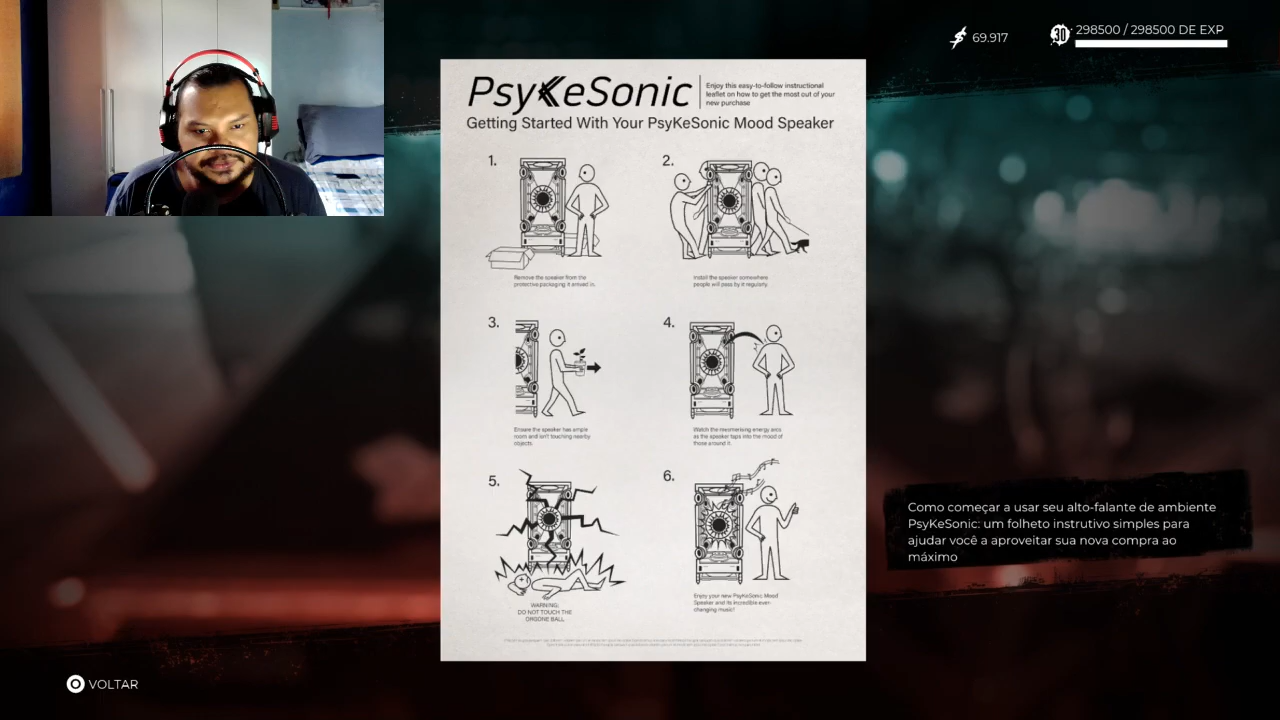 69.917
30
298500 / 298500 DE EXP
PsyKeSonic
Enjoy this easy-to-follow instructional
leaflet on how to get the most out of your
new purchase
Getting Started With Your PsyKeSonic Mood Speaker
1.
Remove the speaker from the
protective packaging it arrived in.
2.
Install the speaker somewhere
people will pass by it regularly.
3.
Ensure the speaker has ample
room and isn't touching nearby
objects.
4.
Watch the mesmerising energy arcs
as the speaker taps into the mood of
those around it.
5.
WARNING:
DO NOT TOUCH THE
ORGONE BALL
6.
Enjoy your new PsyKeSonic Mood
Speaker and its incredible ever-
changing music!
Como começar a usar seu alto-falante de ambiente
PsyKeSonic: um folheto instrutivo simples para
ajudar você a aproveitar sua nova compra ao
máximo
VOLTAR